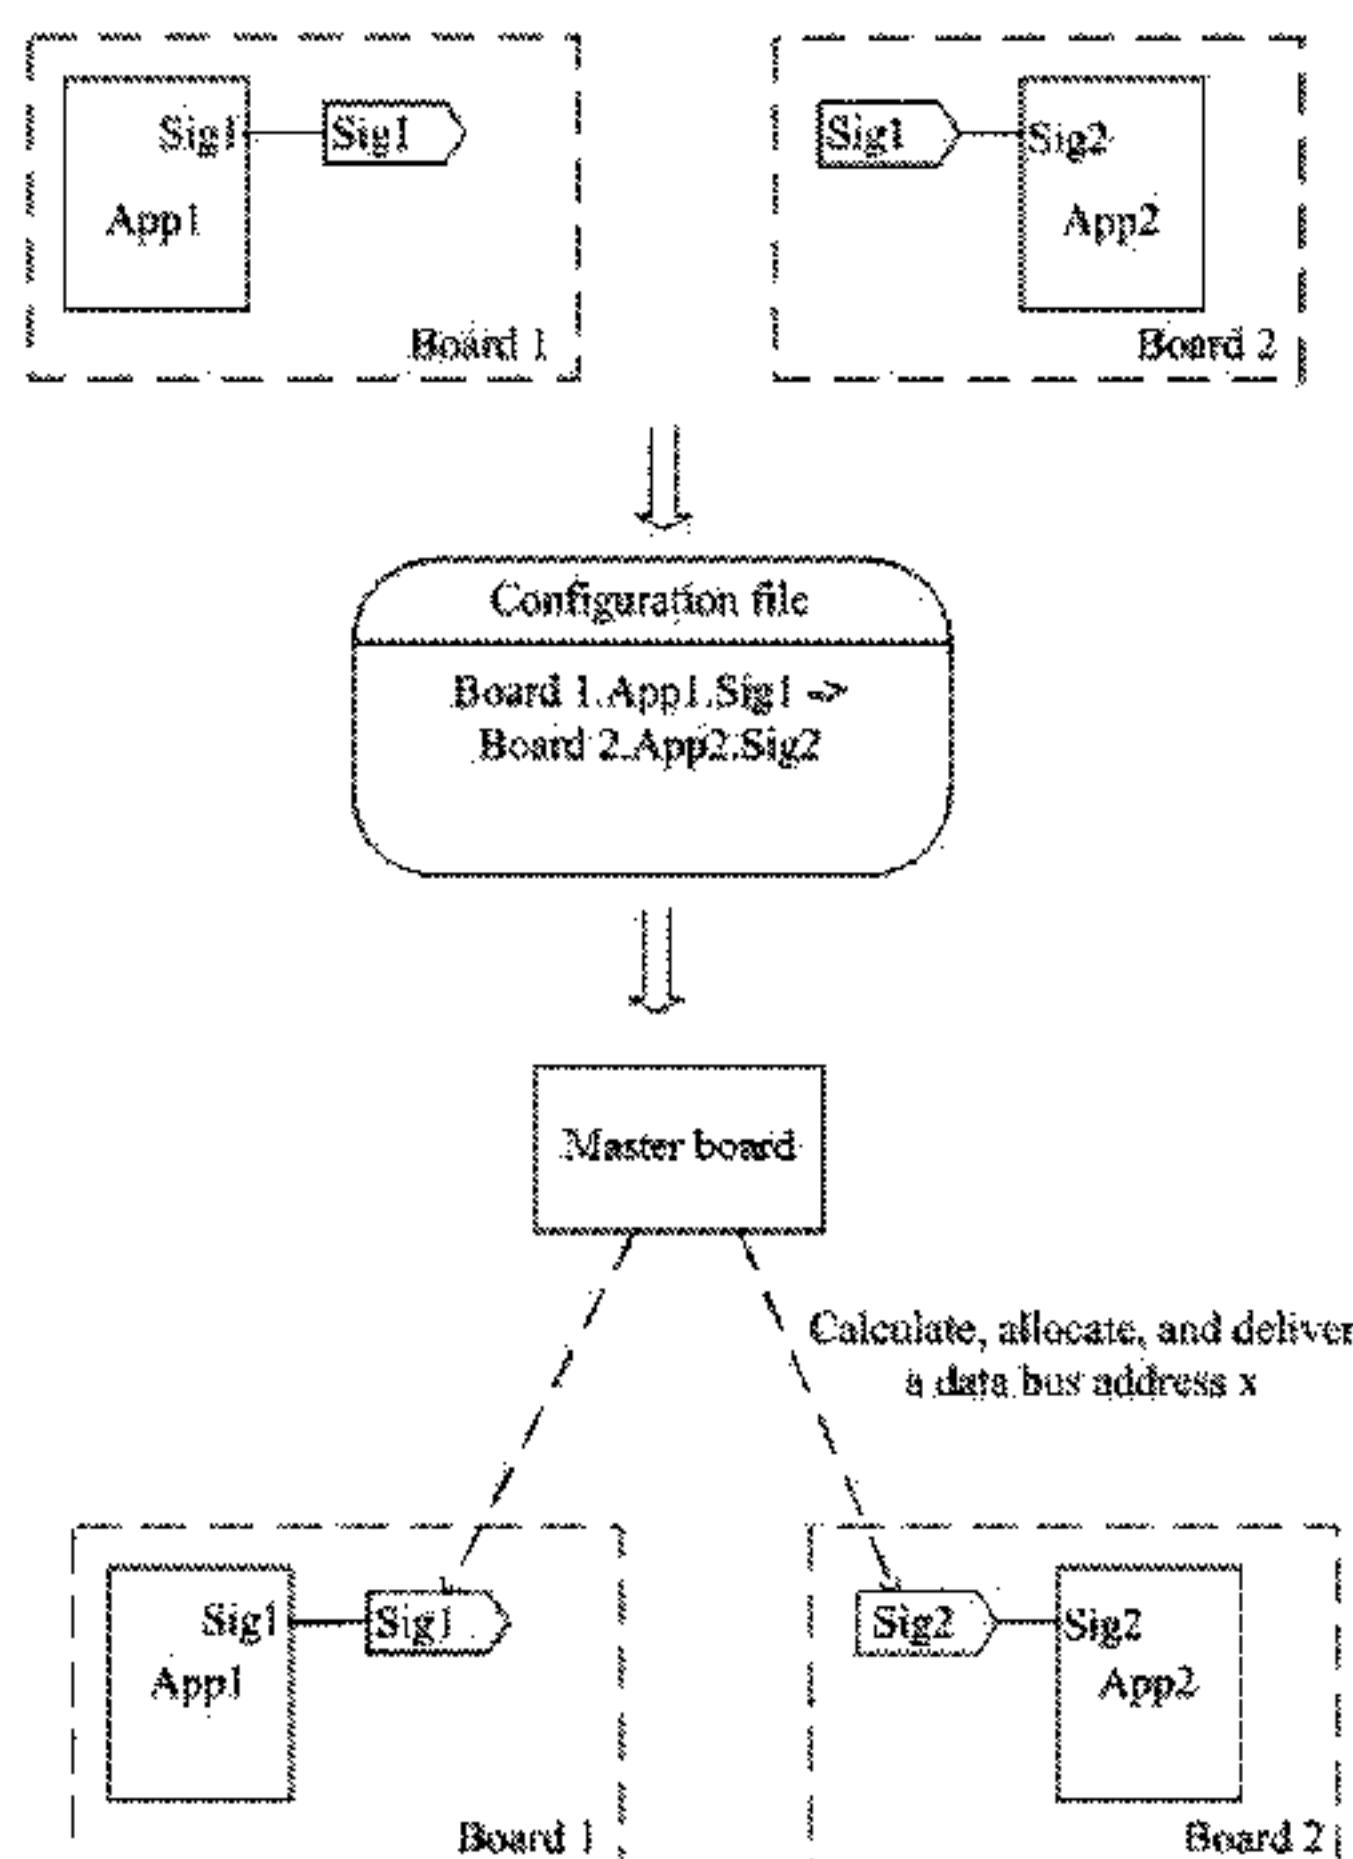 Sig1 Sig1
App1
Board 1
Sig1 Sig2
App2
Board 2
Configuration file
Board 1.App1.Sig1 ->
Board 2.App2.Sig2
Master board
Calculate, allocate, and deliver
a data bus address x
Sig1 Sig1
App1
Board 1
Sig2 Sig2
App2
Board 2